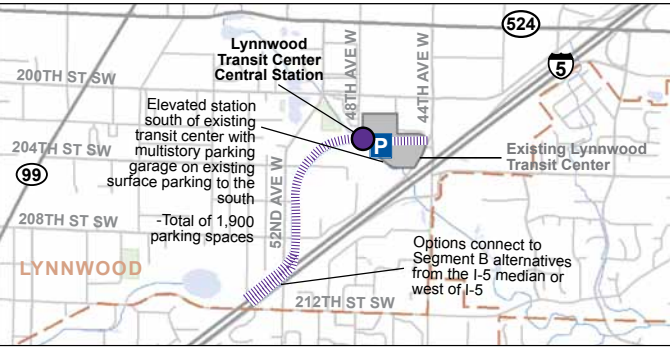 524
Lynnwood
Transit Center
Central Station
48TH AVE W
44TH AVE W
5
200TH ST SW
Elevated station
south of existing
transit center with
multistory parking
garage on existing
surface parking to the
south
-Total of 1,900
parking spaces
P
204TH ST SW
Existing Lynnwood
Transit Center
99
52ND AVE W
208TH ST SW
Options connect to
Segment B alternatives
from the I-5 median or
west of I-5
LYNNWOOD
212TH ST SW